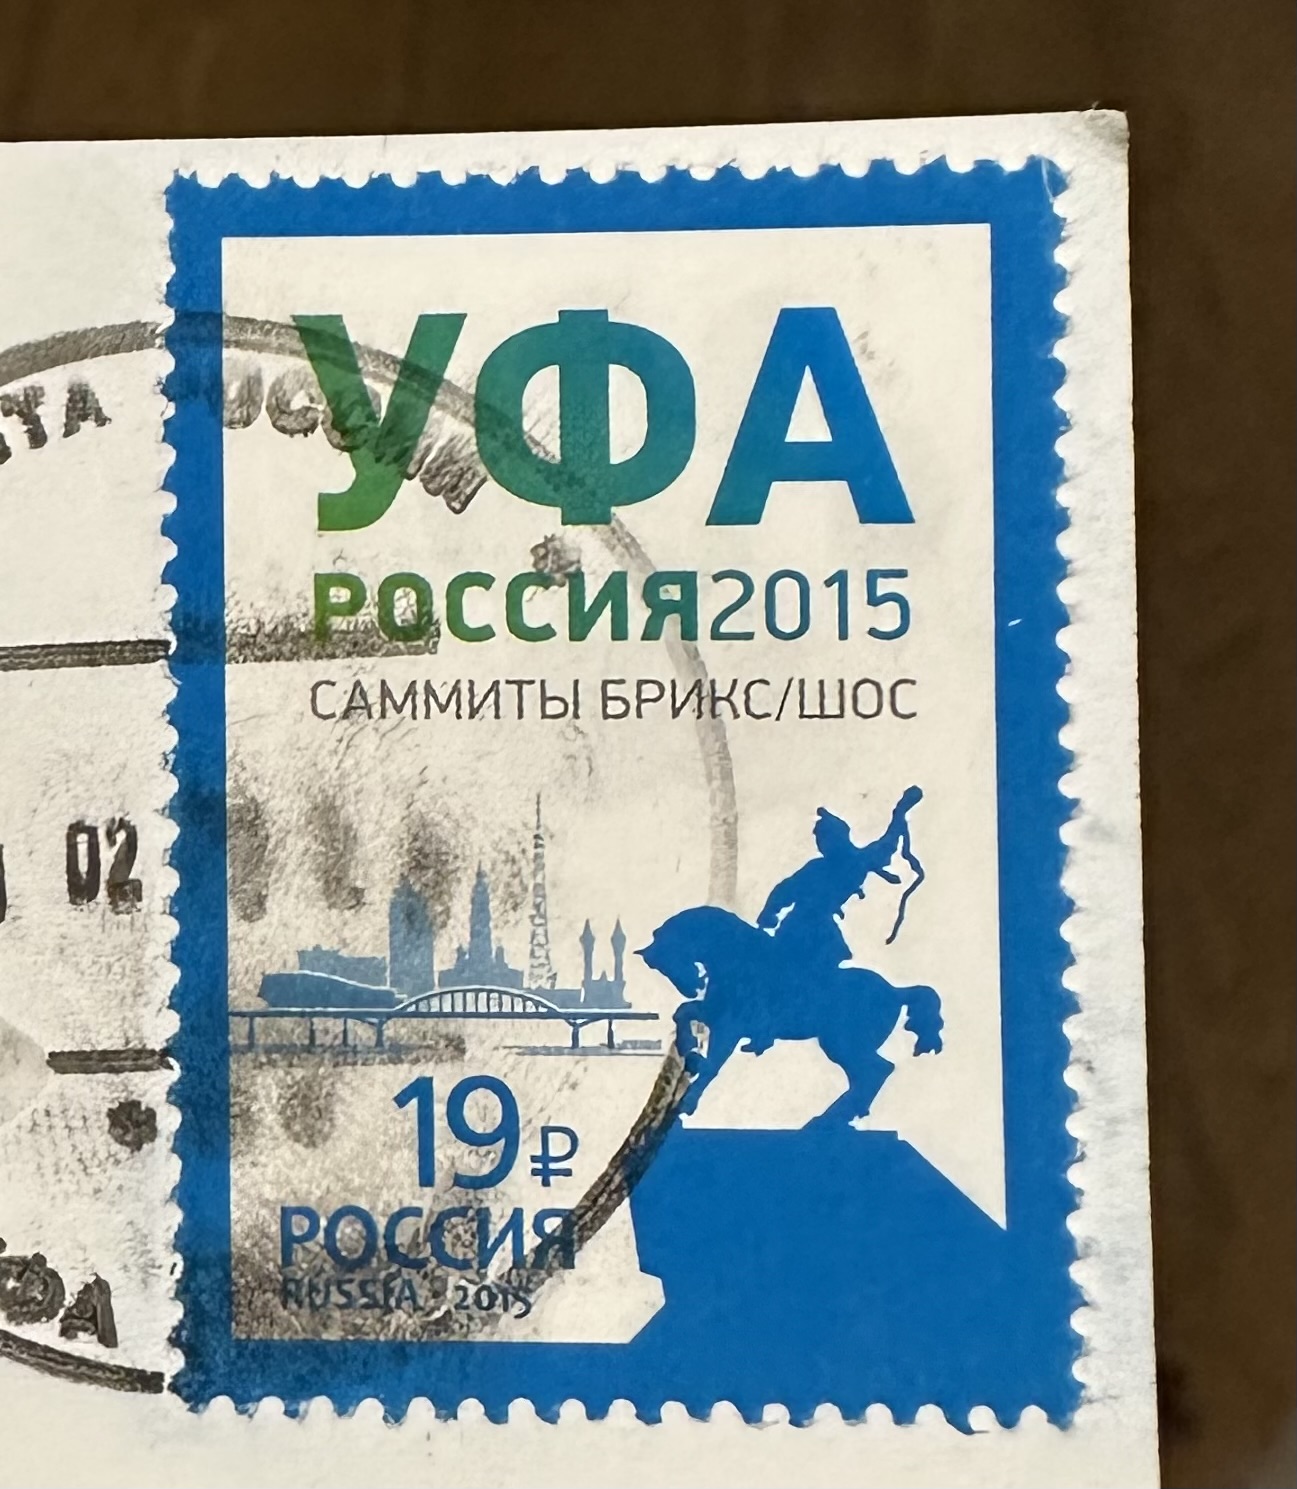 УФА
РОССИЯ2015
САММИТЫ БРИКС/ШОС
02
19₽
РОССИЯ
RUSSIA 2015